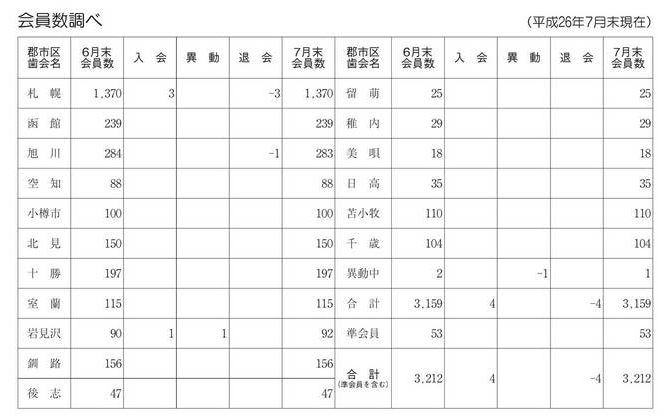 会員数調べ
(平成26年7月末現在)
郡市区歯会名 6月末会員数 入会 異動 退会 7月末会員数 郡市区歯会名 6月末会員数 入会 異動 退会 7月末会員数
札幌 1,370 3 -3 1,370 留萌 25 25
函館 239 239 稚内 29 29
旭川 284 -1 283 美唄 18 18
空知 88 88 日高 35 35
小樽市 100 100 苫小牧 110 110
北見 150 150 千歳 104 104
十勝 197 197 異動中 2 -1 1
室蘭 115 115 合計 3,159 4 -4 3,159
岩見沢 90 1 1 92 準会員 53 53
釧路 156 156 合計(準会員を含む) 3,212 4 -4 3,212
後志 47 47